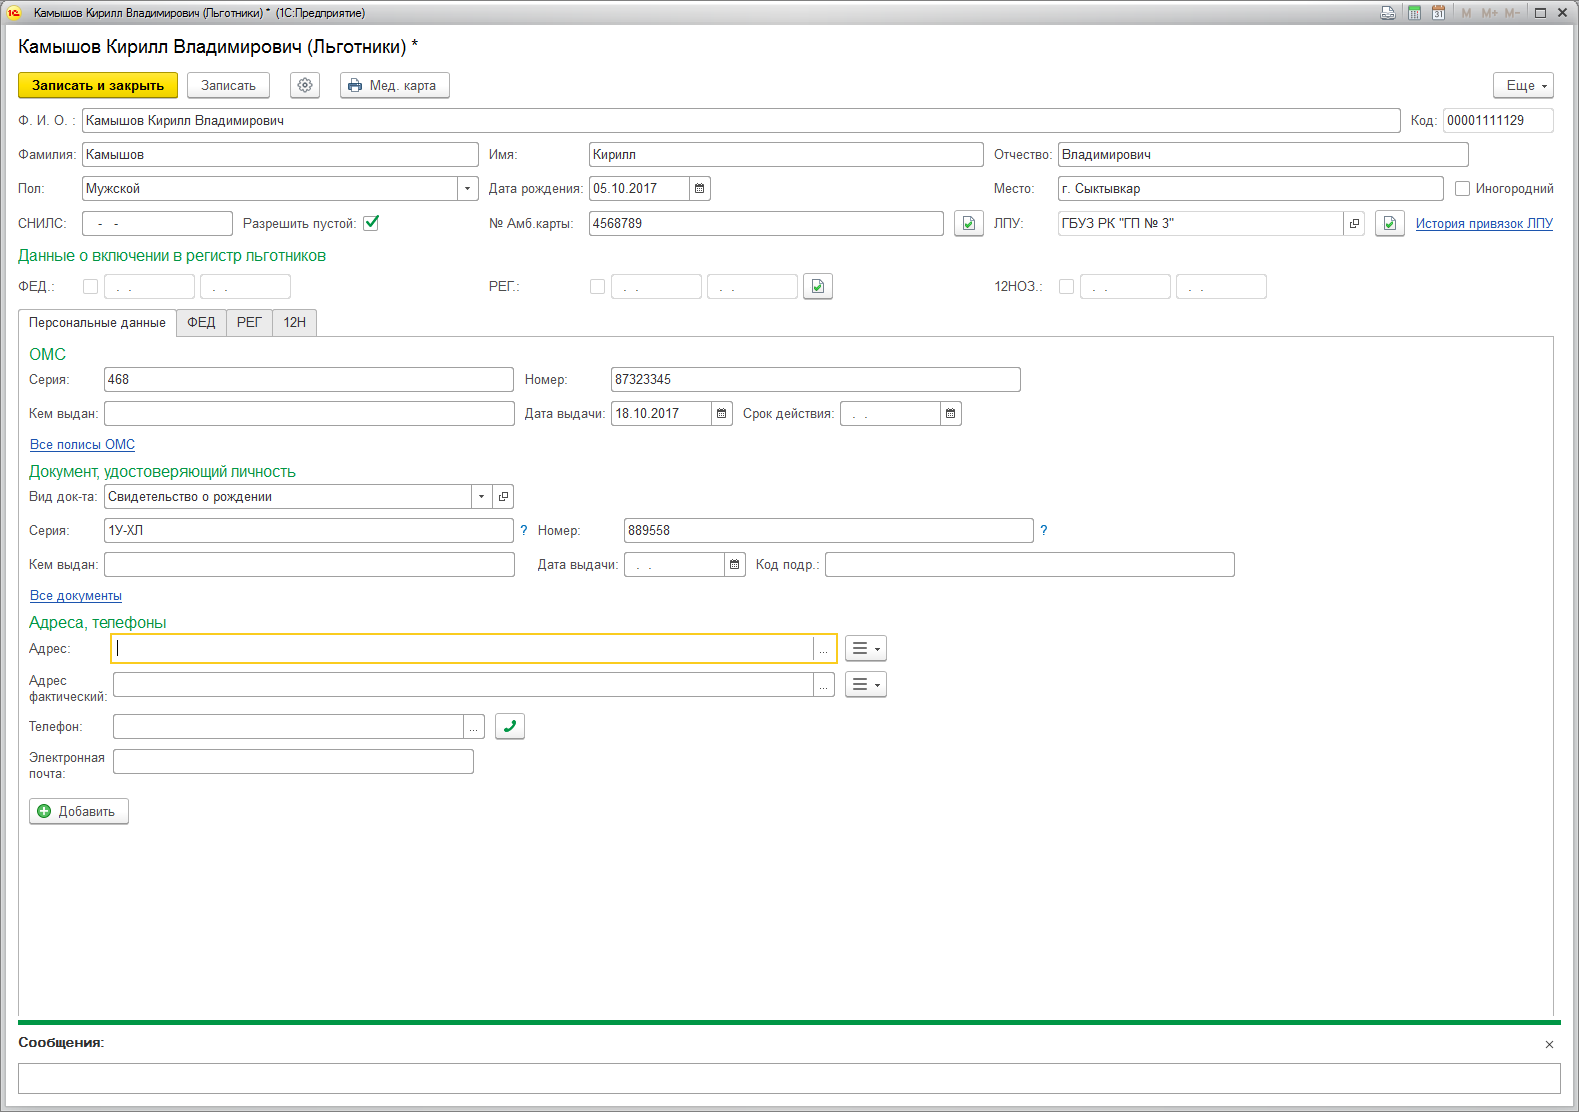 Камышов Кирилл Владимирович (Льготники) * (1С:Предприятие)
31 M M+ M−
Камышов Кирилл Владимирович (Льготники) *
Записать и закрыть Записать Мед. карта Еще
Ф. И. О. : Камышов Кирилл Владимирович Код: 00001111129
Фамилия: Камышов Имя: Кирилл Отчество: Владимирович
Пол: Мужской Дата рождения: 05.10.2017 Место: г. Сыктывкар Иногородний
СНИЛС: - - Разрешить пустой: № Амб.карты: 4568789 ЛПУ: ГБУЗ РК "ГП № 3" История привязок ЛПУ
Данные о включении в регистр льготников
ФЕД.: . . . . РЕГ.: . . . . 12НОЗ.: . . . .
Персональные данные ФЕД РЕГ 12Н
ОМС
Серия: 468 Номер: 87323345
Кем выдан: Дата выдачи: 18.10.2017 Срок действия: . .
Все полисы ОМС
Документ, удостоверяющий личность
Вид док-та: Свидетельство о рождении
Серия: 1У-ХЛ ? Номер: 889558 ?
Кем выдан: Дата выдачи: . . Код подр.:
Все документы
Адреса, телефоны
Адрес: ...
Адрес
фактический: ...
Телефон: ...
Электронная
почта:
Добавить
Сообщения: